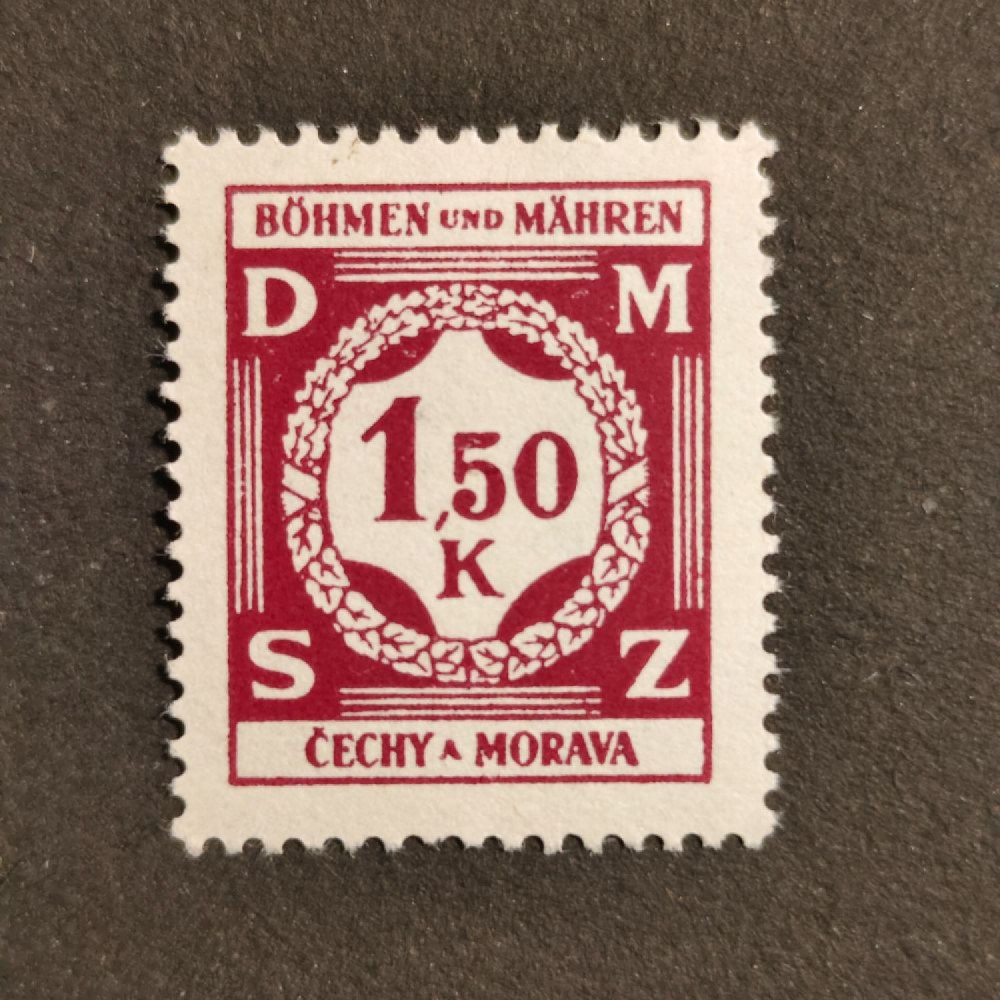 BÖHMEN UND MÄHREN
D M
1,50
K
S Z
ČECHY A MORAVA